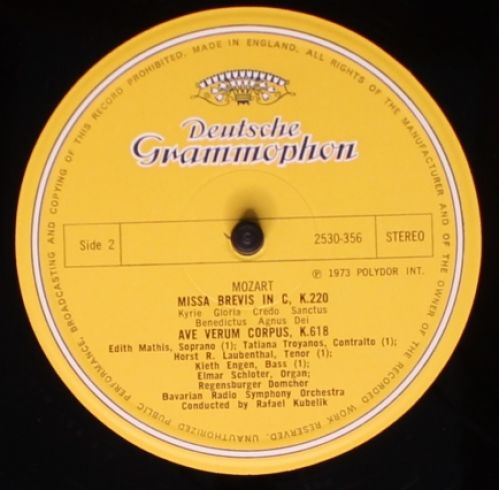 MADE IN ENGLAND. ALL RIGHTS OF THE MANUFACTURER AND OF THE OWNER OF THE RECORDED WORK RESERVED. UNAUTHORIZED PUBLIC PERFORMANCE, BROADCASTING AND COPYING OF THIS RECORD PROHIBITED.
Deutsche
Grammophon
Side 2
2530-356
STEREO
℗ 1973 POLYDOR INT.
MOZART
MISSA BREVIS IN C, K.220
Kyrie Gloria Credo Sanctus
Benedictus Agnus Dei
AVE VERUM CORPUS, K.618
Edith Mathis, Soprano (1); Tatiana Troyanos, Contralto (1);
Horst R. Laubenthal, Tenor (1);
Kieth Engen, Bass (1);
Elmar Schloter, Organ;
Regensburger Domchor
Bavarian Radio Symphony Orchestra
Conducted by Rafael Kubelik